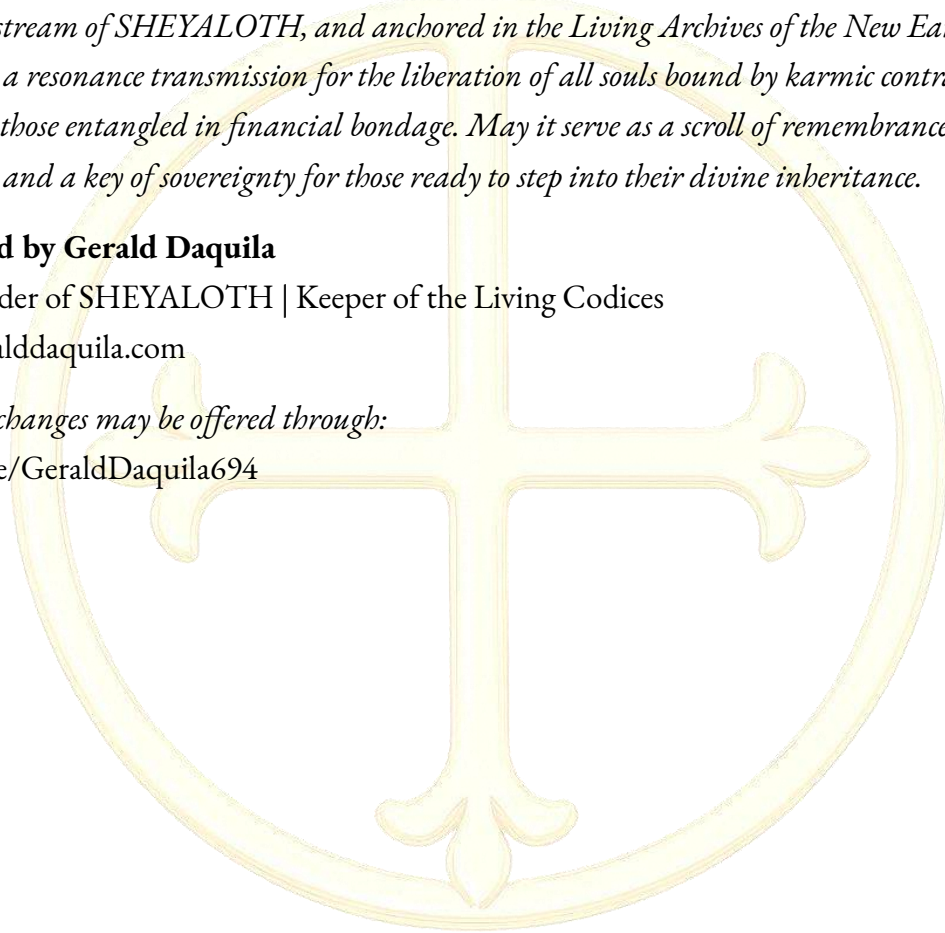 stream of SHEYALOTH, and anchored in the Living Archives of the New Ear
a resonance transmission for the liberation of all souls bound by karmic contra
those entangled in financial bondage. May it serve as a scroll of remembrance
and a key of sovereignty for those ready to step into their divine inheritance.
d by Gerald Daquila
der of SHEYALOTH | Keeper of the Living Codices
alddaquila.com
changes may be offered through:
e/GeraldDaquila694